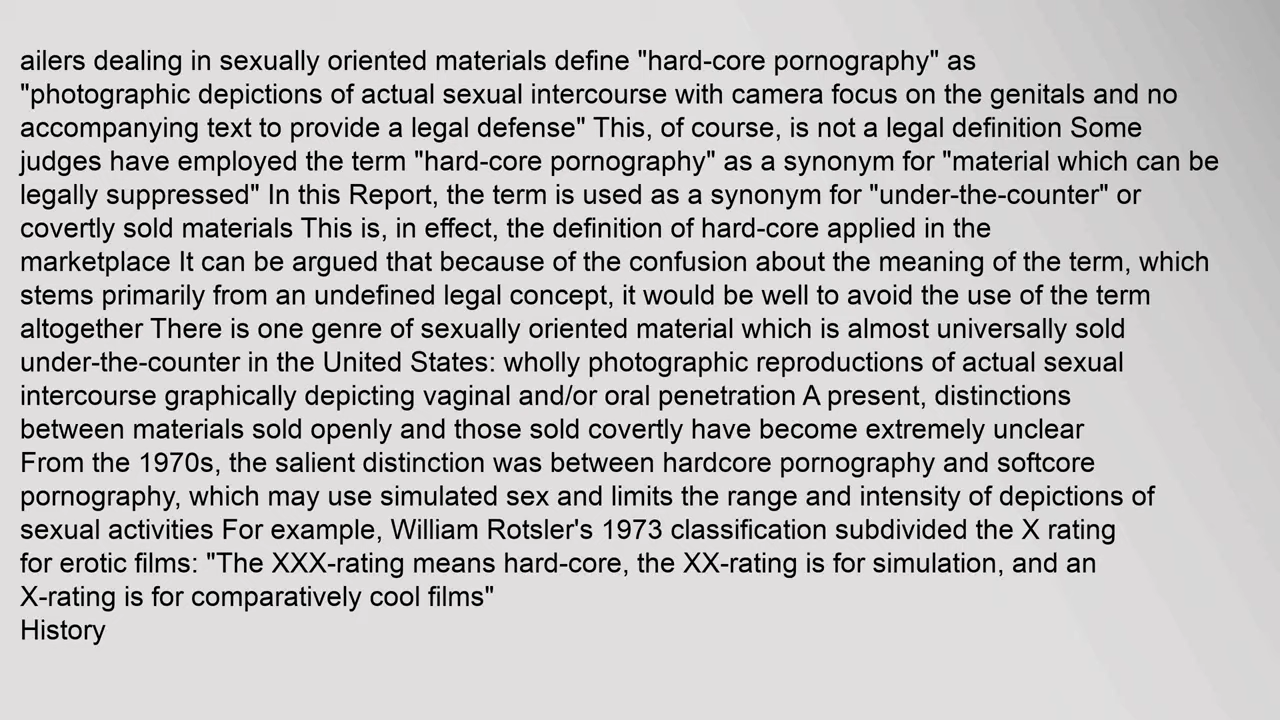 ailers dealing in sexually oriented materials define "hard-core pornography" as
"photographic depictions of actual sexual intercourse with camera focus on the genitals and no
accompanying text to provide a legal defense" This, of course, is not a legal definition Some
judges have employed the term "hard-core pornography" as a synonym for "material which can be
legally suppressed" In this Report, the term is used as a synonym for "under-the-counter" or
covertly sold materials This is, in effect, the definition of hard-core applied in the
marketplace It can be argued that because of the confusion about the meaning of the term, which
stems primarily from an undefined legal concept, it would be well to avoid the use of the term
altogether There is one genre of sexually oriented material which is almost universally sold
under-the-counter in the United States: wholly photographic reproductions of actual sexual
intercourse graphically depicting vaginal and/or oral penetration A present, distinctions
between materials sold openly and those sold covertly have become extremely unclear
From the 1970s, the salient distinction was between hardcore pornography and softcore
pornography, which may use simulated sex and limits the range and intensity of depictions of
sexual activities For example, William Rotsler's 1973 classification subdivided the X rating
for erotic films: "The XXX-rating means hard-core, the XX-rating is for simulation, and an
X-rating is for comparatively cool films"
History